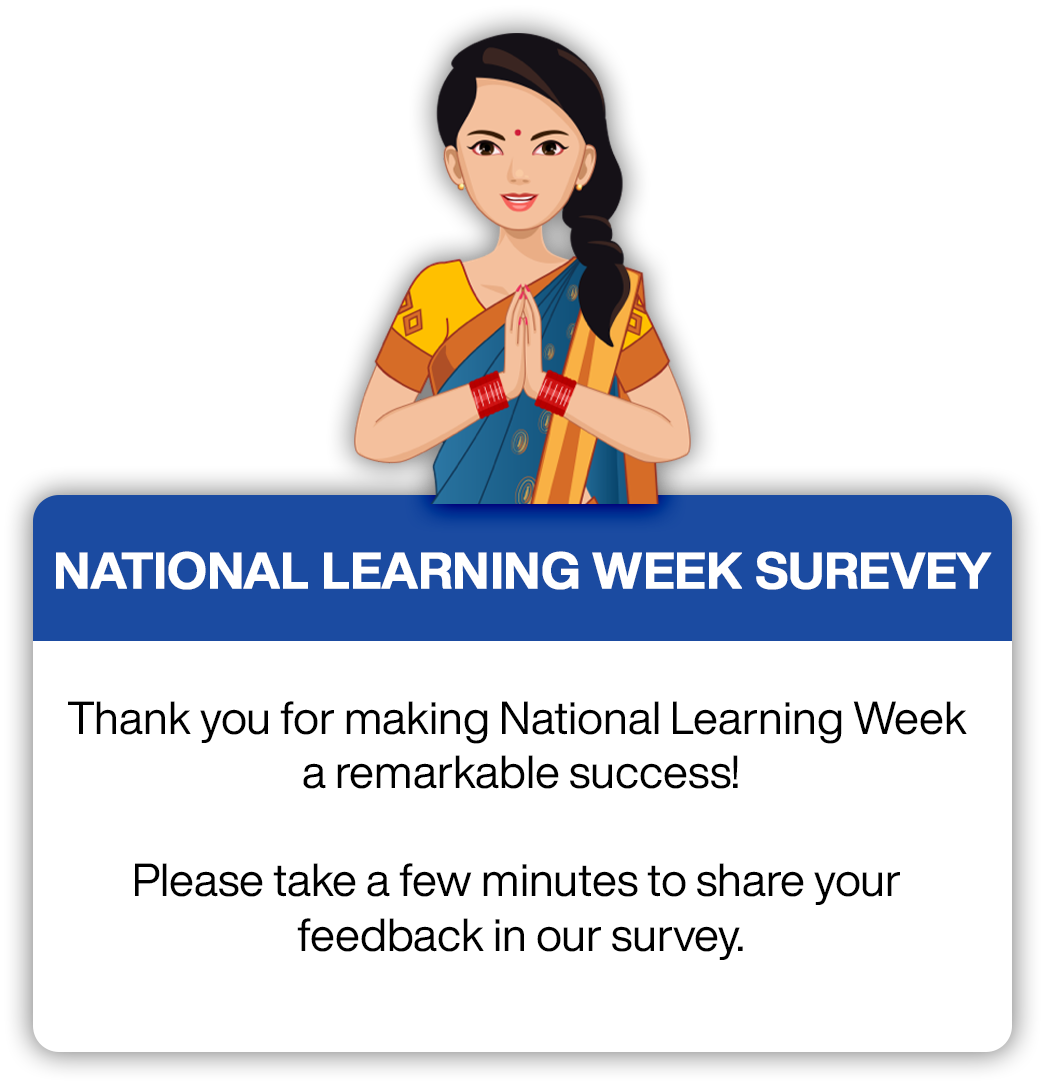 NATIONAL LEARNING WEEK SUREVEY
Thank you for making National Learning Week
a remarkable success!
Please take a few minutes to share your
feedback in our survey.